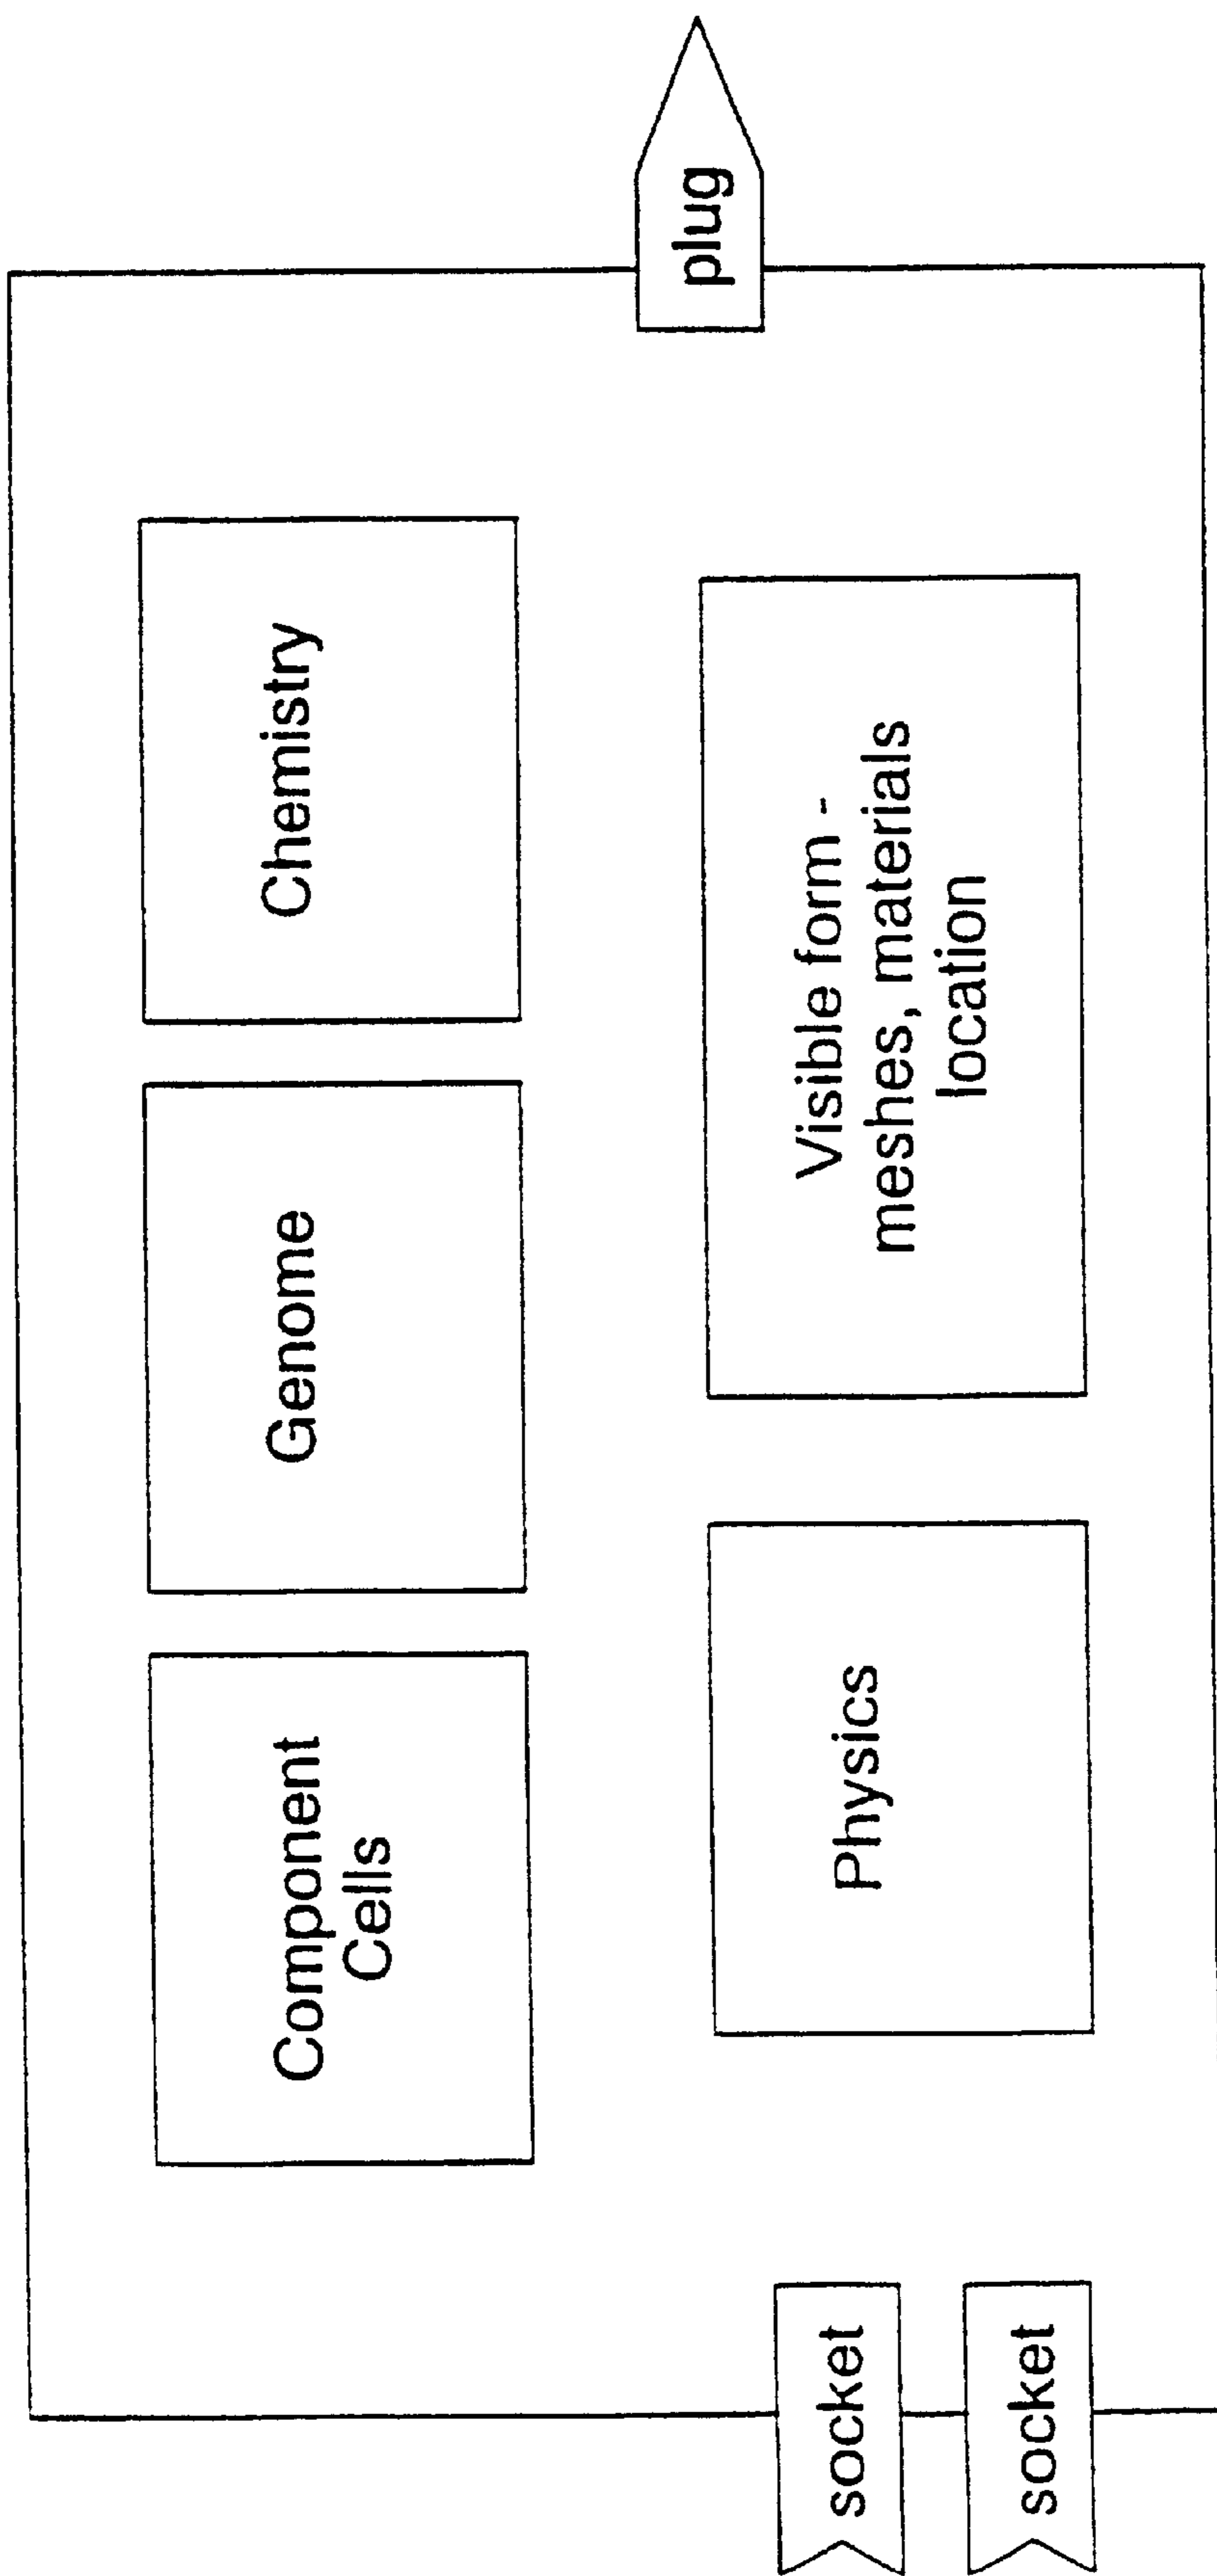 Component
Cells
Genome
Chemistry
socket
socket
Physics
Visible form -
meshes, materials
location
plug